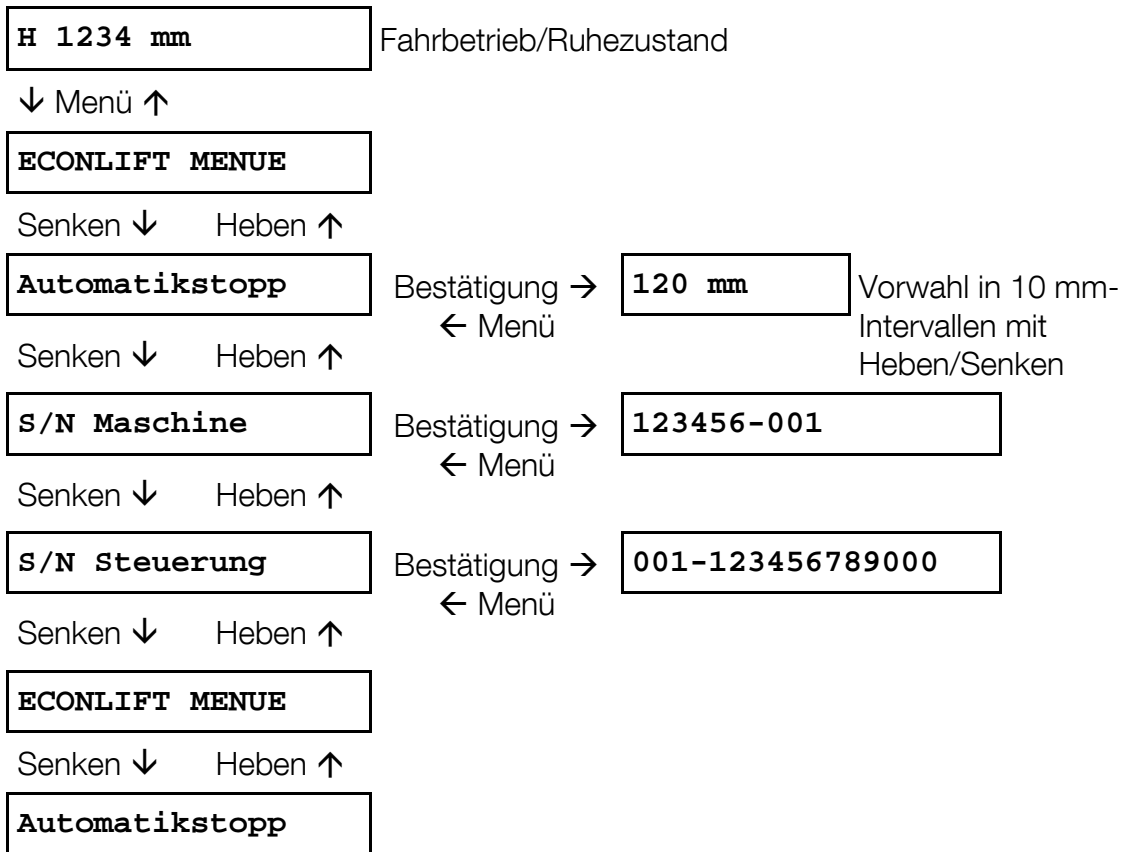 H 1234 mm Fahrbetrieb/Ruhezustand
↓ Menü ↑
ECONLIFT MENUE
Senken ↓ Heben ↑
Automatikstopp Bestätigung → 120 mm Vorwahl in 10 mm-
← Menü Intervallen mit
Senken ↓ Heben ↑ Heben/Senken
S/N Maschine Bestätigung → 123456-001
← Menü
Senken ↓ Heben ↑
S/N Steuerung Bestätigung → 001-123456789000
← Menü
Senken ↓ Heben ↑
ECONLIFT MENUE
Senken ↓ Heben ↑
Automatikstopp